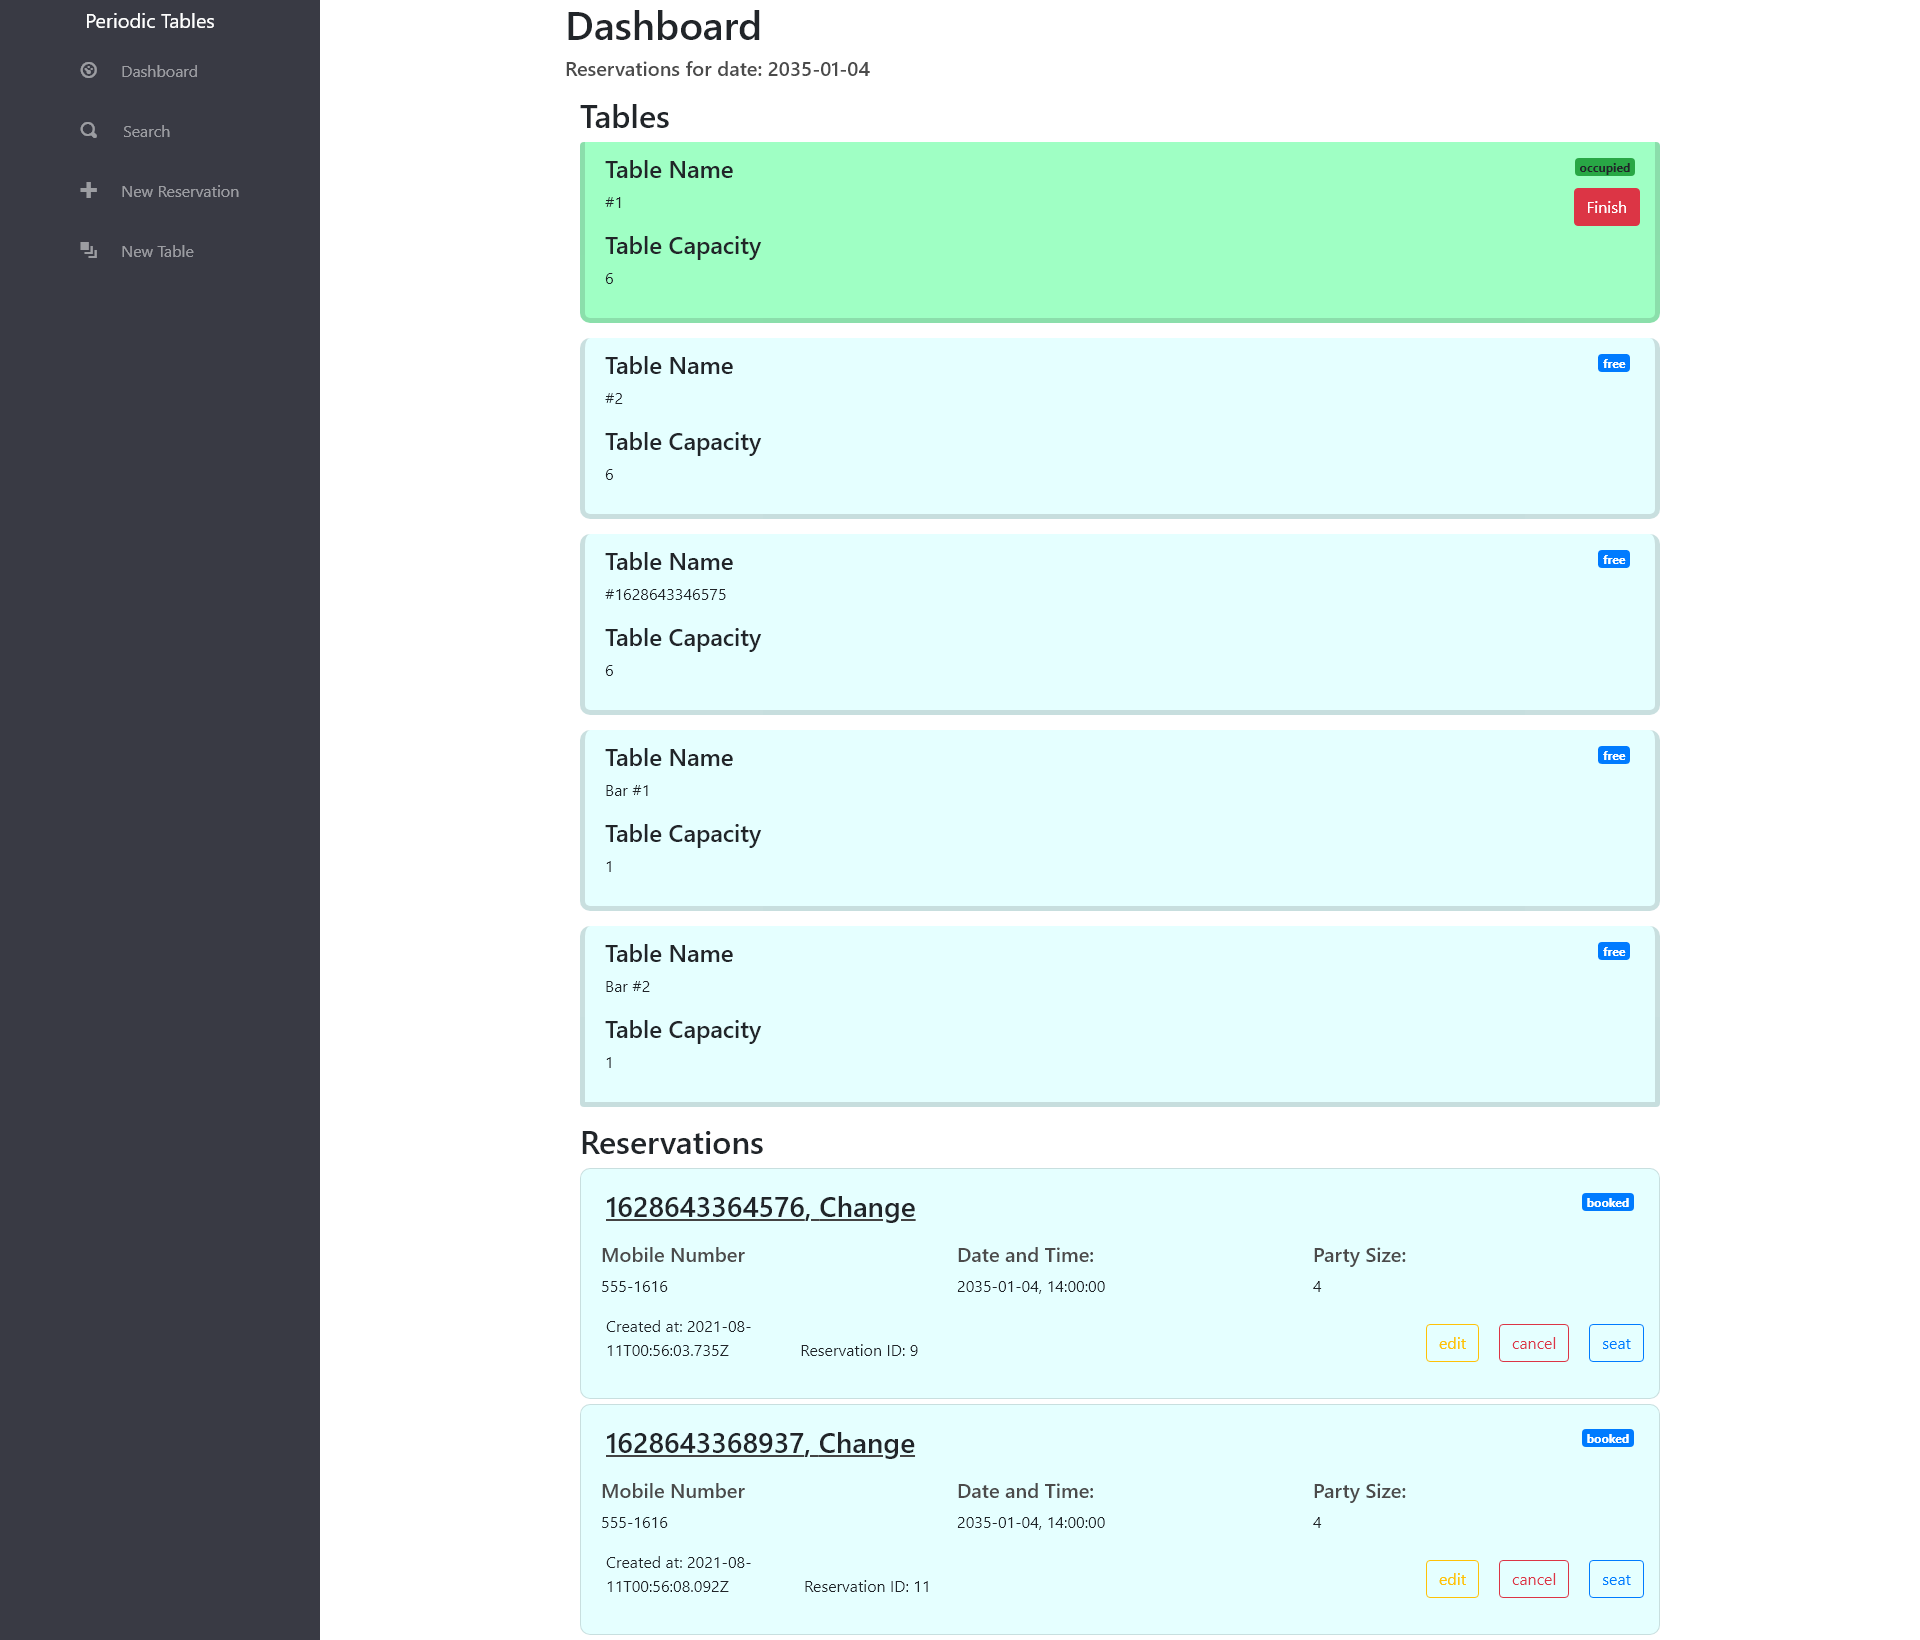 Periodic Tables
Dashboard
Search
New Reservation
New Table
Dashboard
Reservations for date: 2035-01-04
Tables
Table Name
occupied
#1
Finish
Table Capacity
6
Table Name
free
#2
Table Capacity
6
Table Name
free
#1628643346575
Table Capacity
6
Table Name
free
Bar #1
Table Capacity
1
Table Name
free
Bar #2
Table Capacity
1
Reservations
1628643364576, Change
booked
Mobile Number Date and Time: Party Size:
555-1616 2035-01-04, 14:00:00 4
Created at: 2021-08-
11T00:56:03.735Z Reservation ID: 9
edit cancel seat
1628643368937, Change
booked
Mobile Number Date and Time: Party Size:
555-1616 2035-01-04, 14:00:00 4
Created at: 2021-08-
11T00:56:08.092Z Reservation ID: 11
edit cancel seat